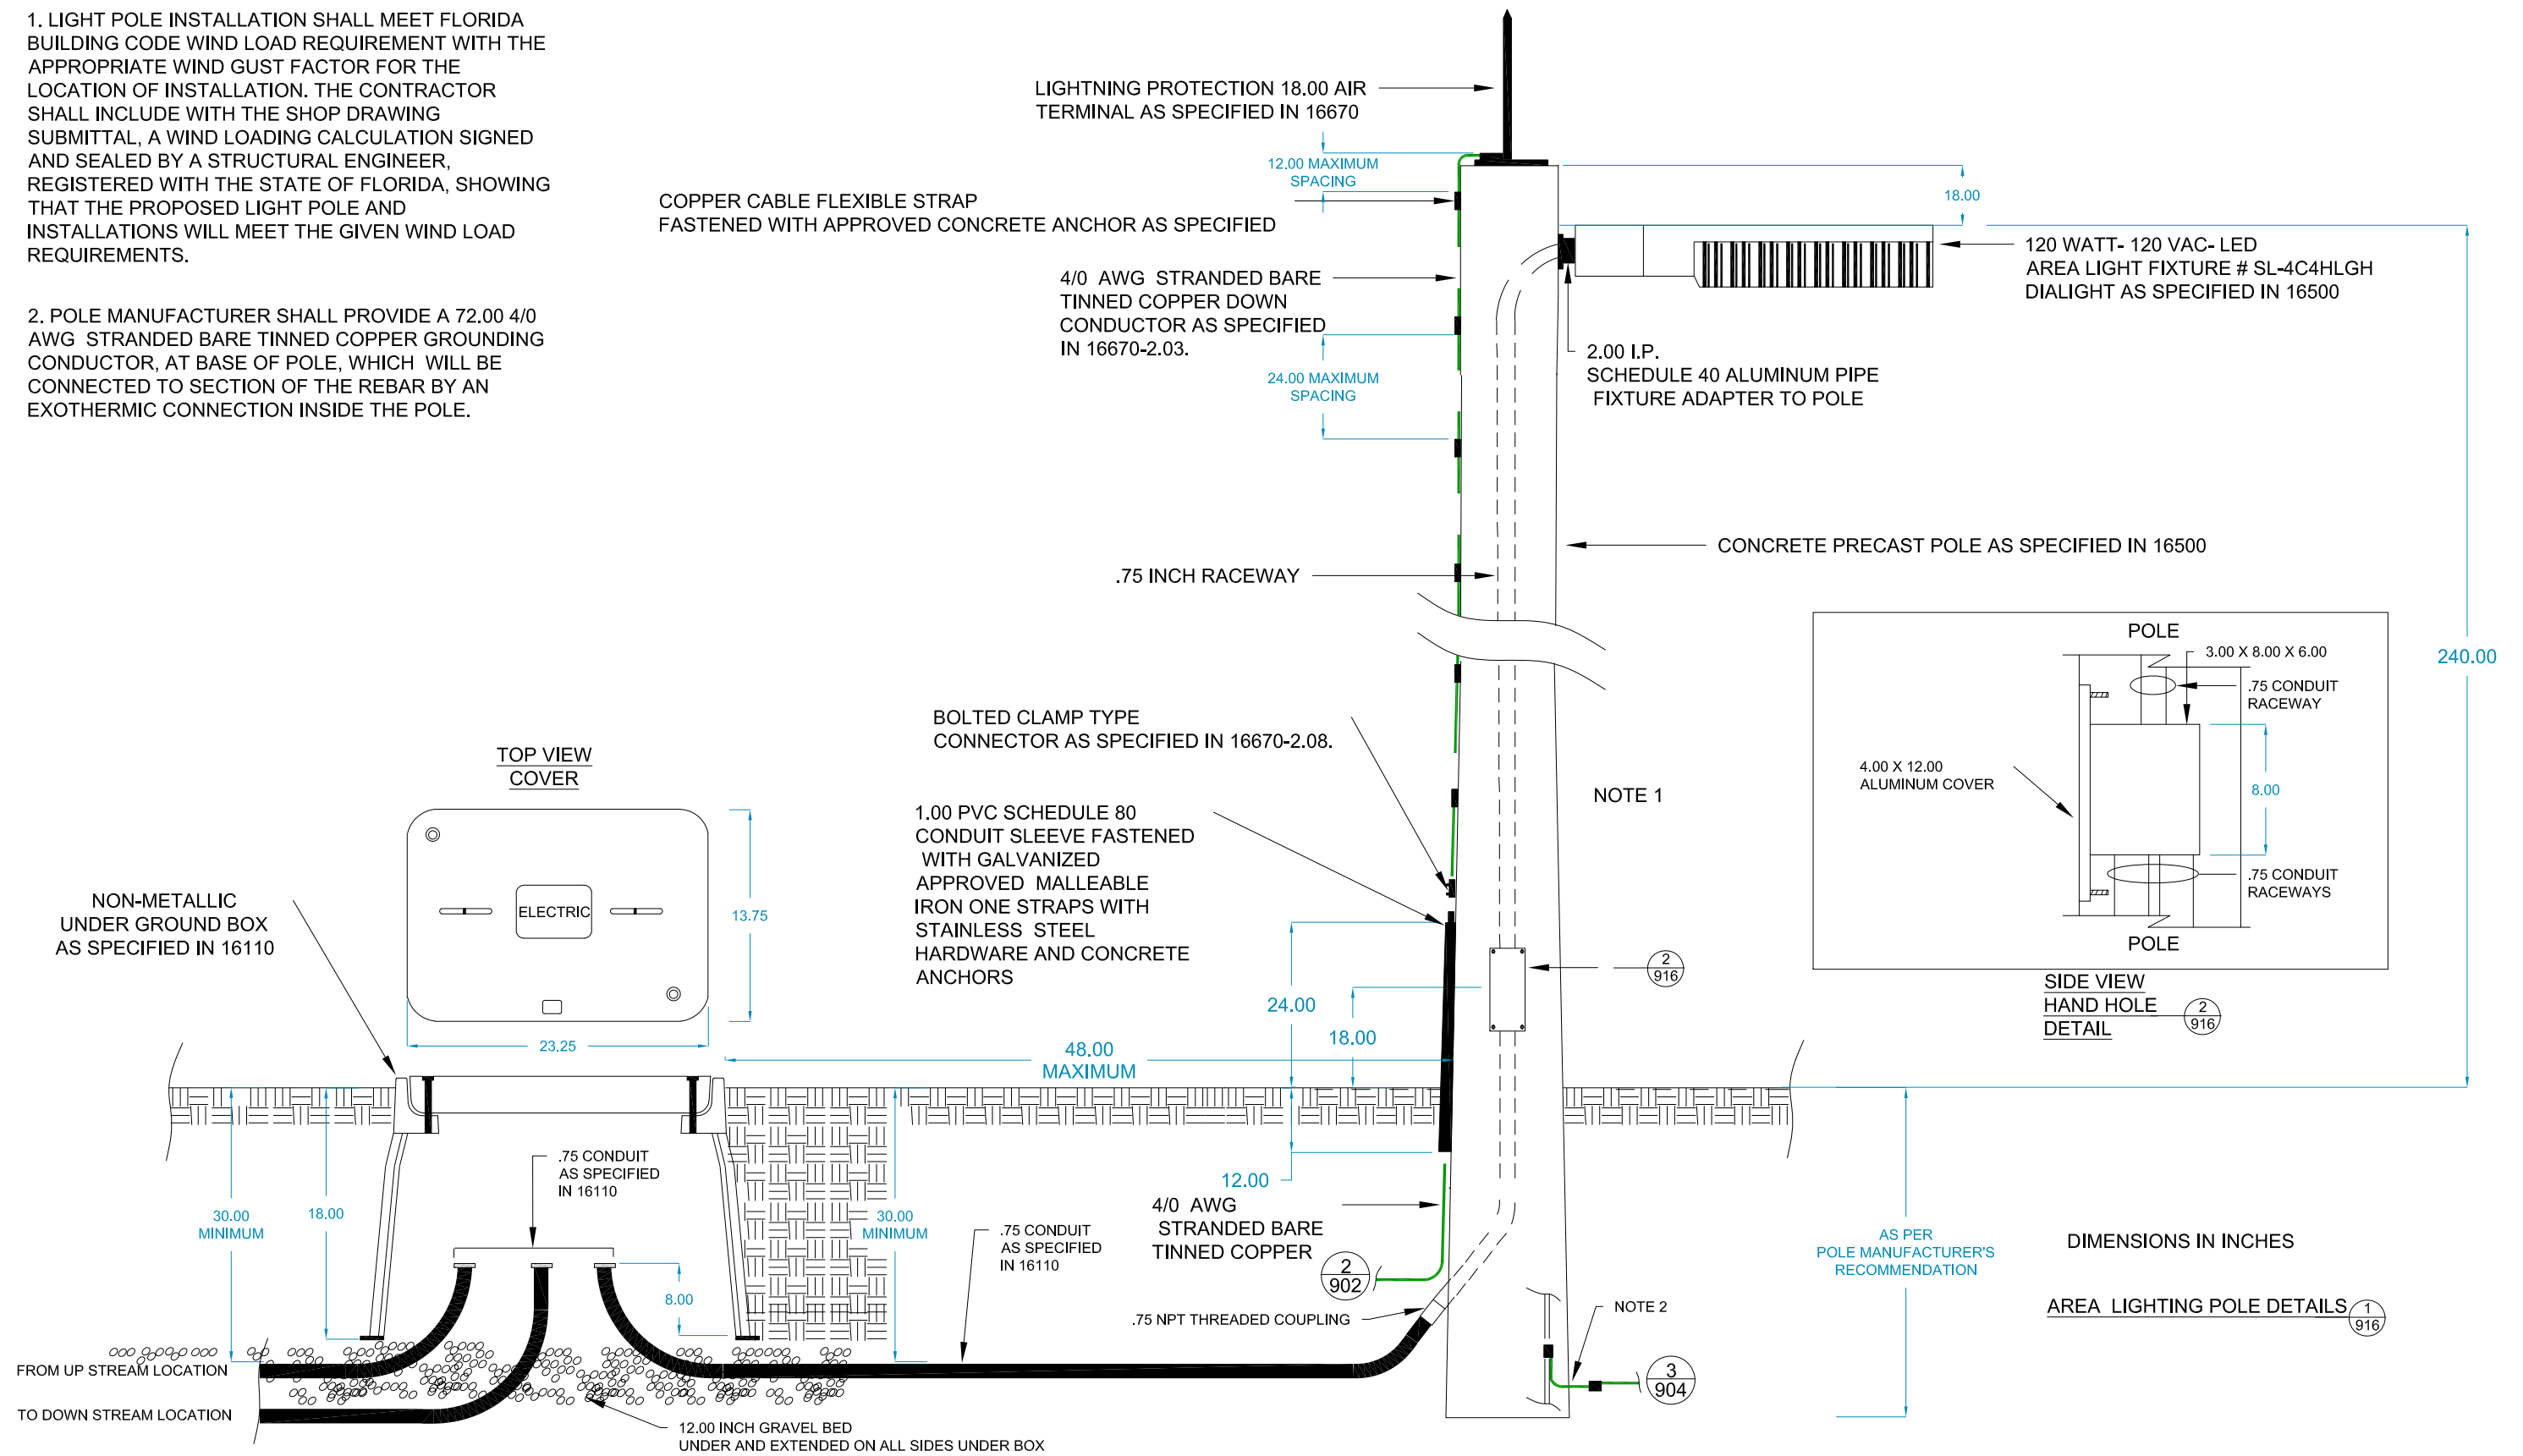 1. LIGHT POLE INSTALLATION SHALL MEET FLORIDA
BUILDING CODE WIND LOAD REQUIREMENT WITH THE
APPROPRIATE WIND GUST FACTOR FOR THE
LOCATION OF INSTALLATION. THE CONTRACTOR
SHALL INCLUDE WITH THE SHOP DRAWING
SUBMITTAL, A WIND LOADING CALCULATION SIGNED
AND SEALED BY A STRUCTURAL ENGINEER,
REGISTERED WITH THE STATE OF FLORIDA, SHOWING
THAT THE PROPOSED LIGHT POLE AND
INSTALLATIONS WILL MEET THE GIVEN WIND LOAD
REQUIREMENTS.
2. POLE MANUFACTURER SHALL PROVIDE A 72.00 4/0
AWG STRANDED BARE TINNED COPPER GROUNDING
CONDUCTOR, AT BASE OF POLE, WHICH WILL BE
CONNECTED TO SECTION OF THE REBAR BY AN
EXOTHERMIC CONNECTION INSIDE THE POLE.
LIGHTNING PROTECTION 18.00 AIR
TERMINAL AS SPECIFIED IN 16670
12.00 MAXIMUM
SPACING
COPPER CABLE FLEXIBLE STRAP
FASTENED WITH APPROVED CONCRETE ANCHOR AS SPECIFIED
4/0 AWG STRANDED BARE
TINNED COPPER DOWN
CONDUCTOR AS SPECIFIED
IN 16670-2.03.
24.00 MAXIMUM
SPACING
18.00
120 WATT- 120 VAC- LED
AREA LIGHT FIXTURE # SL-4C4HLGH
DIALIGHT AS SPECIFIED IN 16500
2.00 I.P.
SCHEDULE 40 ALUMINUM PIPE
FIXTURE ADAPTER TO POLE
CONCRETE PRECAST POLE AS SPECIFIED IN 16500
.75 INCH RACEWAY
240.00
POLE
3.00 X 8.00 X 6.00
.75 CONDUIT
RACEWAY
4.00 X 12.00
ALUMINUM COVER
8.00
.75 CONDUIT
RACEWAYS
POLE
SIDE VIEW
HAND HOLE
DETAIL
2
916
BOLTED CLAMP TYPE
CONNECTOR AS SPECIFIED IN 16670-2.08.
NOTE 1
1.00 PVC SCHEDULE 80
CONDUIT SLEEVE FASTENED
WITH GALVANIZED
APPROVED MALLEABLE
IRON ONE STRAPS WITH
STAINLESS STEEL
HARDWARE AND CONCRETE
ANCHORS
2
916
24.00
18.00
48.00
MAXIMUM
12.00
TOP VIEW
COVER
ELECTRIC
13.75
23.25
NON-METALLIC
UNDER GROUND BOX
AS SPECIFIED IN 16110
30.00
MINIMUM
18.00
.75 CONDUIT
AS SPECIFIED
IN 16110
8.00
30.00
MINIMUM
.75 CONDUIT
AS SPECIFIED
IN 16110
4/0 AWG
STRANDED BARE
TINNED COPPER
2
902
.75 NPT THREADED COUPLING
NOTE 2
3
904
AS PER
POLE MANUFACTURER'S
RECOMMENDATION
DIMENSIONS IN INCHES
AREA LIGHTING POLE DETAILS
1
916
FROM UP STREAM LOCATION
TO DOWN STREAM LOCATION
12.00 INCH GRAVEL BED
UNDER AND EXTENDED ON ALL SIDES UNDER BOX